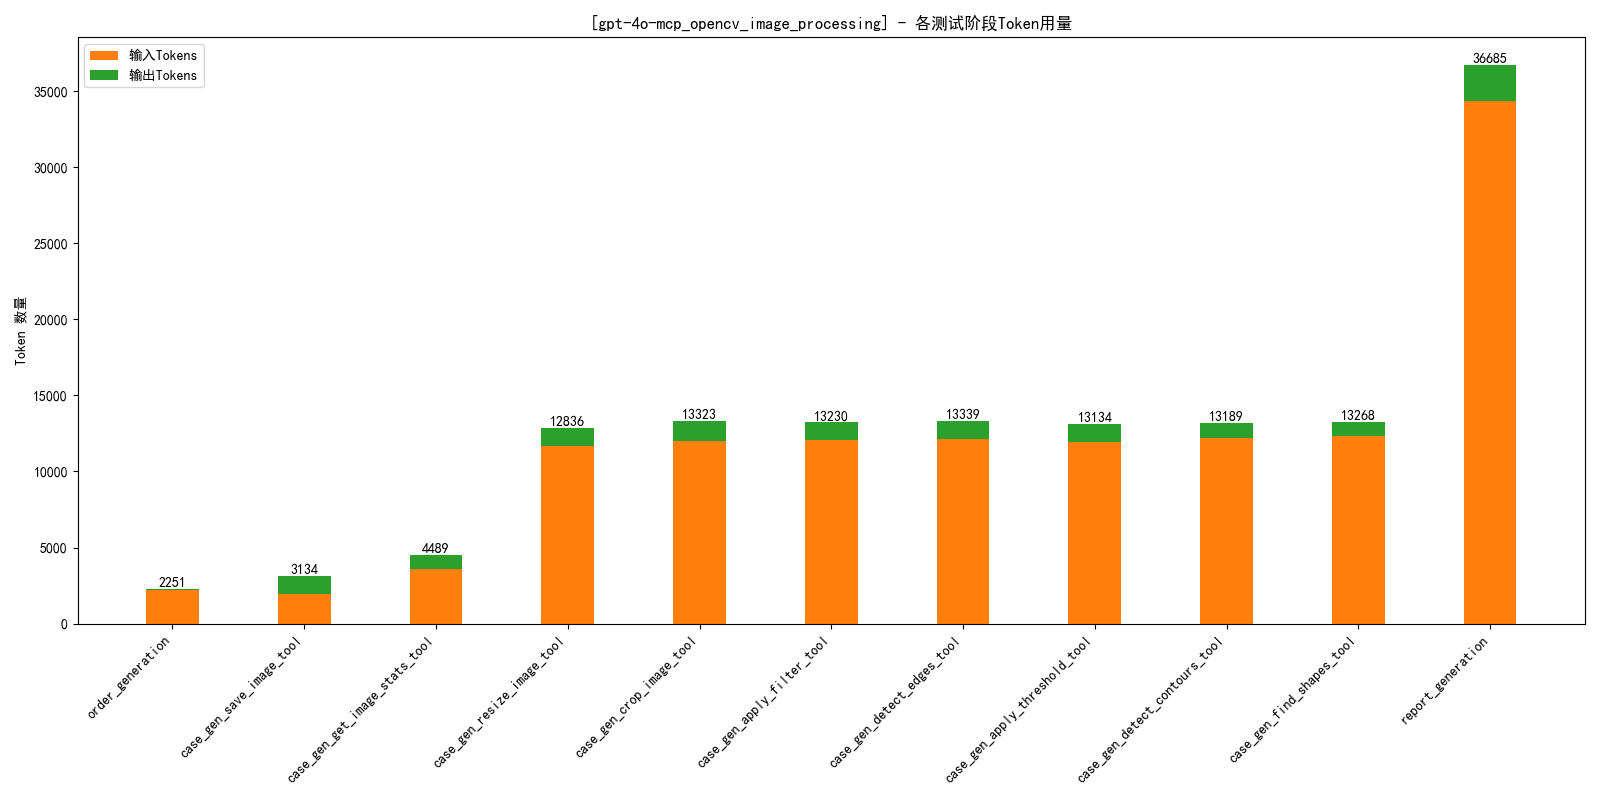 [gpt-4o-mcp_opencv_image_processing] - 各测试阶段Token用量
输入Tokens
输出Tokens
Token 数量
35000
30000
25000
20000
15000
10000
5000
0
2251
3134
4489
12836
13323
13230
13339
13134
13189
13268
36685
order_generation
case_gen_save_image_tool
case_gen_get_image_stats_tool
case_gen_resize_image_tool
case_gen_crop_image_tool
case_gen_apply_filter_tool
case_gen_detect_edges_tool
case_gen_apply_threshold_tool
case_gen_detect_contours_tool
case_gen_find_shapes_tool
report_generation